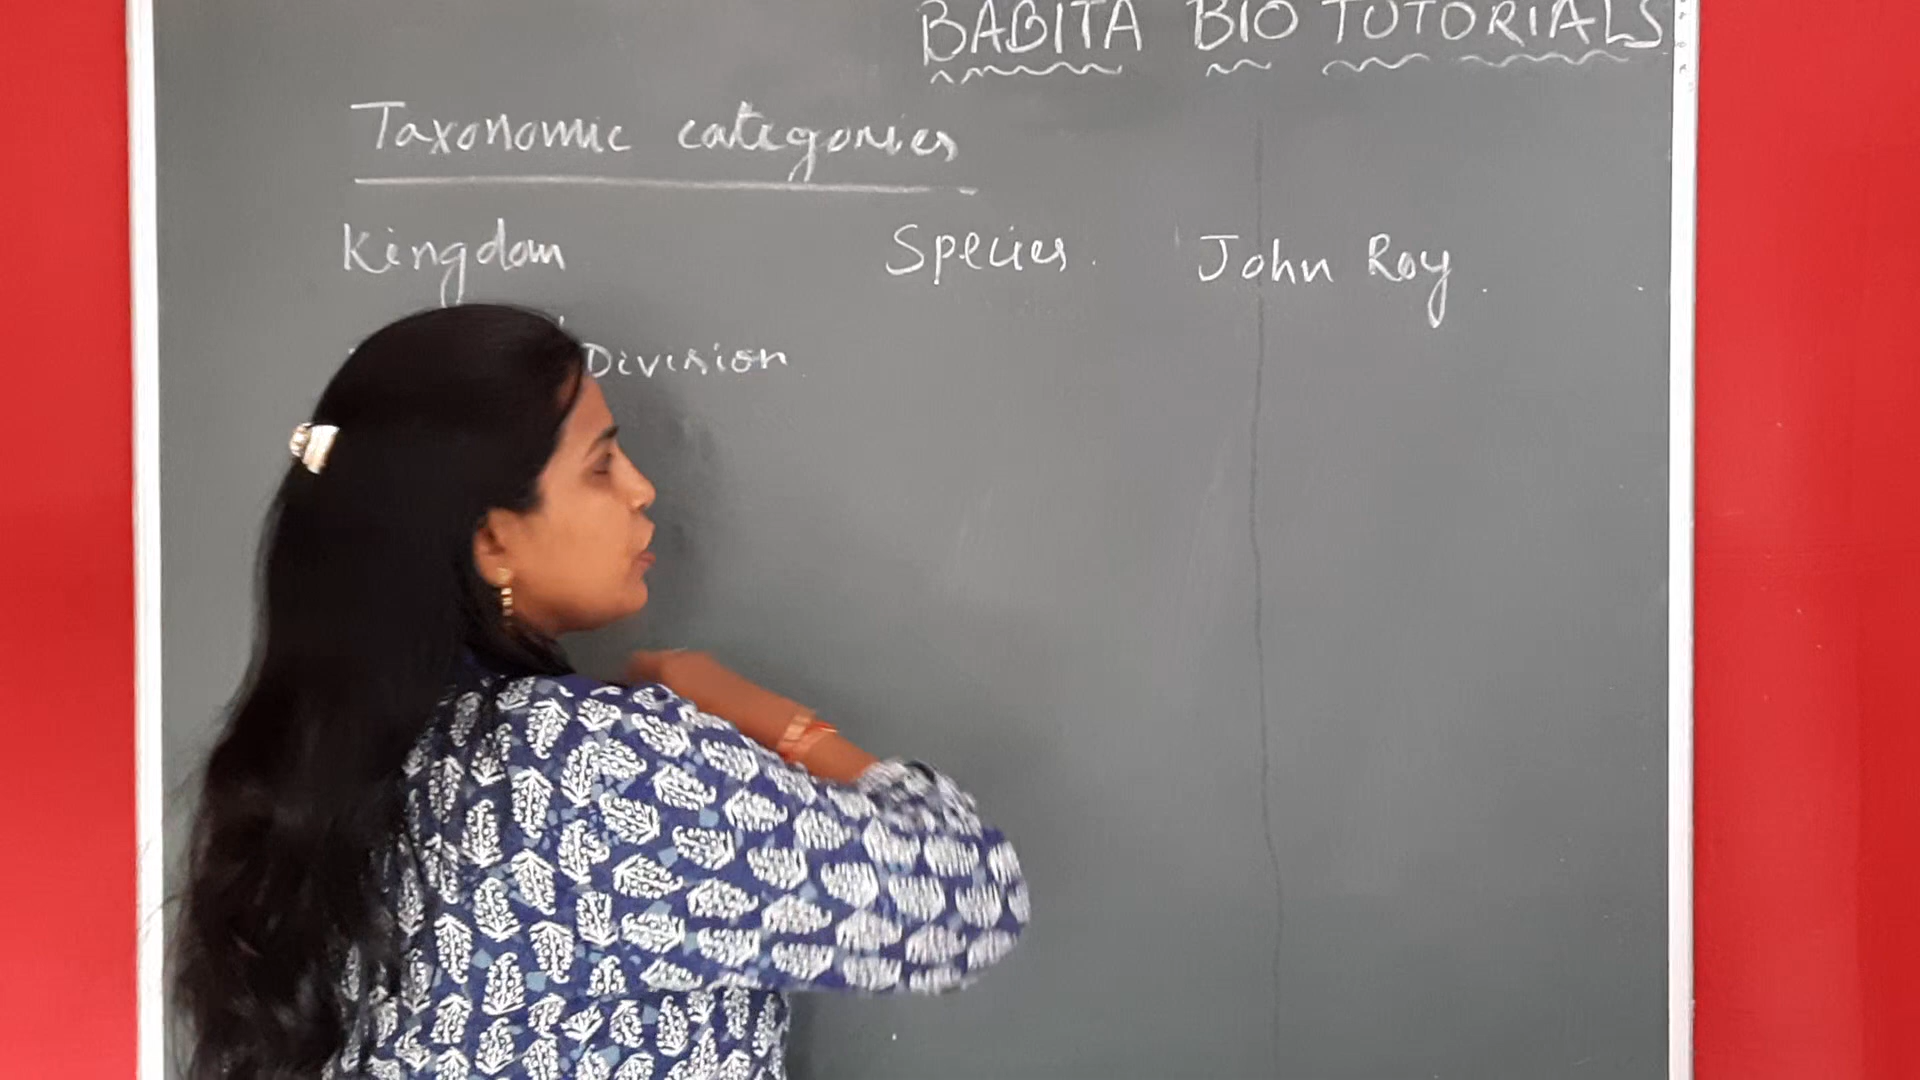 BABITA BIO TUTORIALS
Taxonomic categories
Kingdom Species. John Roy.
Division